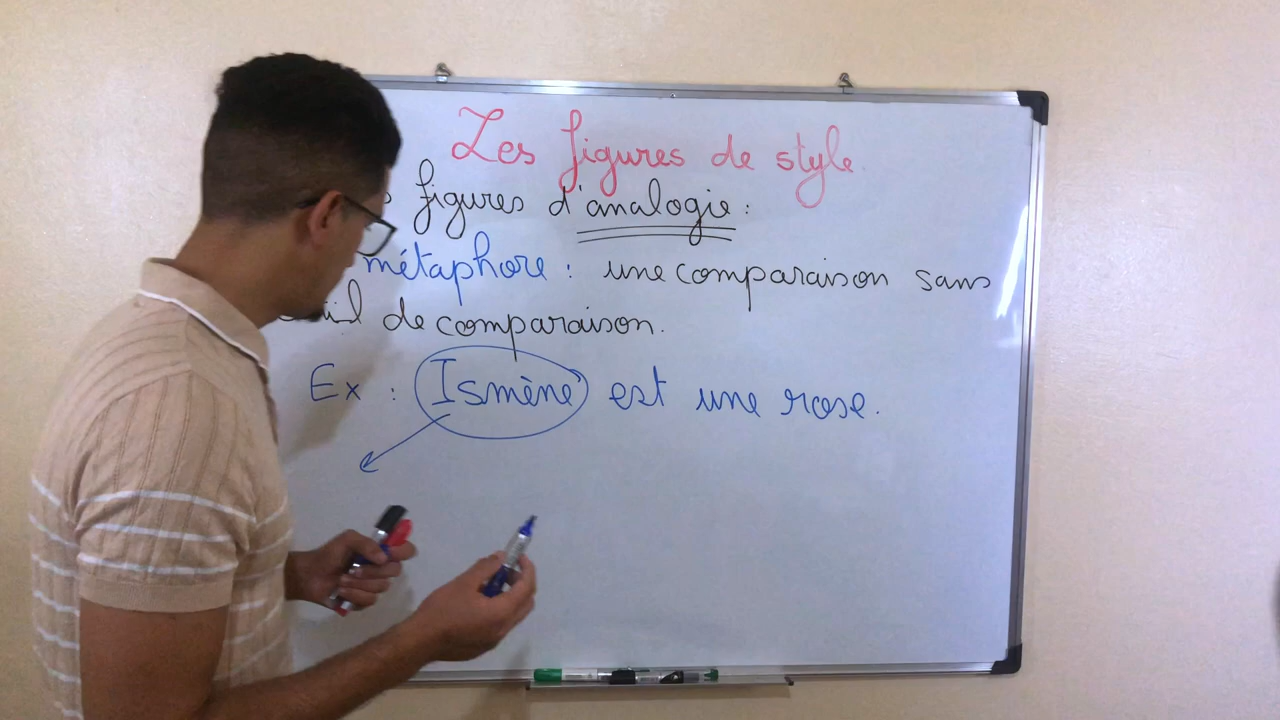 Les figures de style
figures d'analogie :
métaphore : une comparaison sans
de comparaison.
Ex : Ismène est une rose.